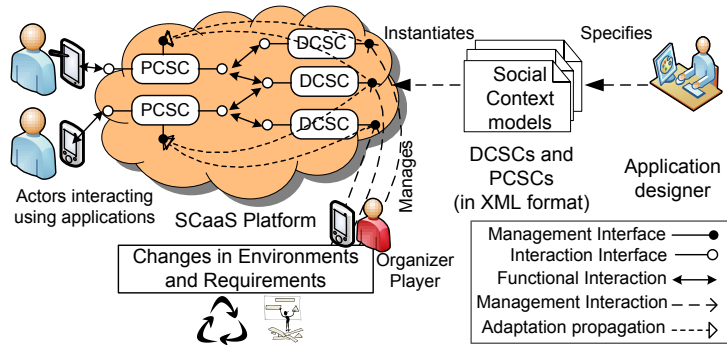 Instantiates
Specifies
DCSC
PCSC
DCSC
PCSC
DCSC
Social
Context
models
Manages
Actors interacting
using applications
SCaaS Platform
DCSCs and
PCSCs
(in XML format)
Application
designer
Changes in Environments
and Requirements
Organizer
Player
Management Interface
Interaction Interface
Functional Interaction
Management Interaction
Adaptation propagation